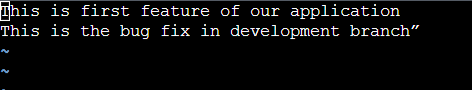 This is first feature of our application
This is the bug fix in development branch”
~
~